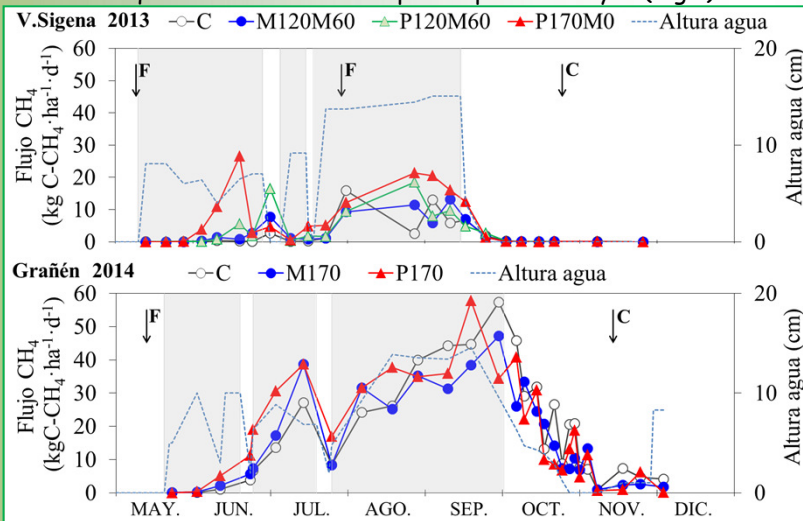 V.Sigena 2013 C M120M60 P120M60 P170M0 Altura agua
60
50
40
30
20
10
0
Flujo CH4
(kg C-CH4·ha-1·d-1)
F
F
C
20
10
0
Altura agua (cm)
Grañén 2014 C M170 P170 Altura agua
60
50
40
30
20
10
0
Flujo CH4
(kgC-CH4·ha-1·d-1)
F
C
20
10
0
Altura agua (cm)
MAY. JUN. JUL. AGO. SEP. OCT. NOV. DIC.